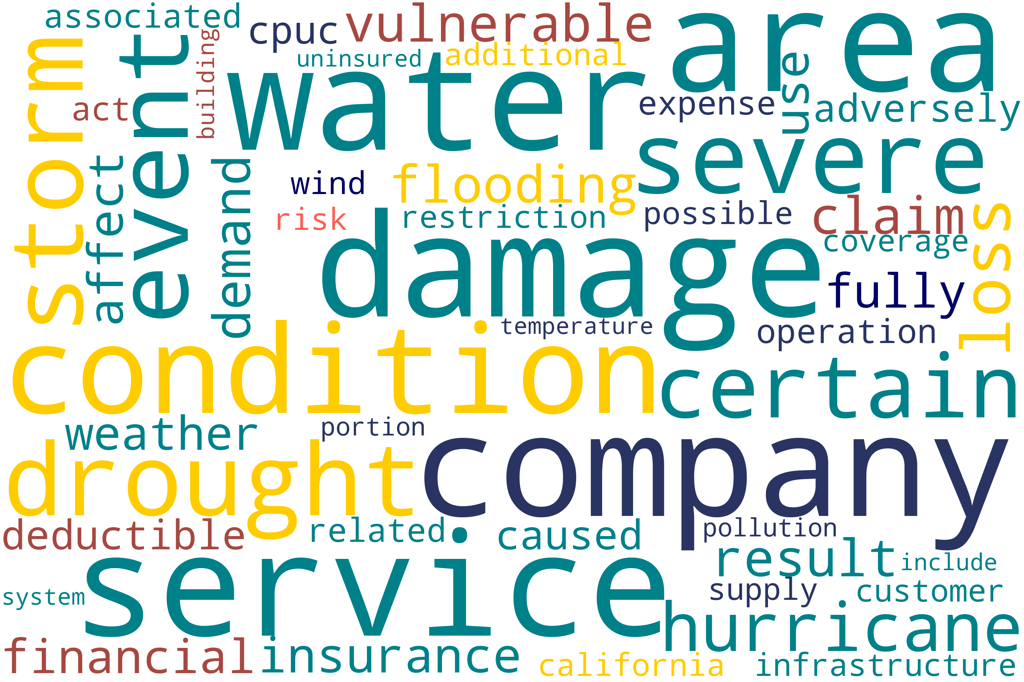 associated
cpuc
vulnerable
area
storm
event
building
uninsured
additional
water
use
act
expense
adversely
severe
affect
demand
wind
flooding
risk
restriction
possible
claim
loss
damage
coverage
fully
temperature
operation
condition
certain
weather
portion
drought
company
deductible
related
caused
pollution
result
include
service
system
supply
customer
hurricane
financial
insurance
california
infrastructure